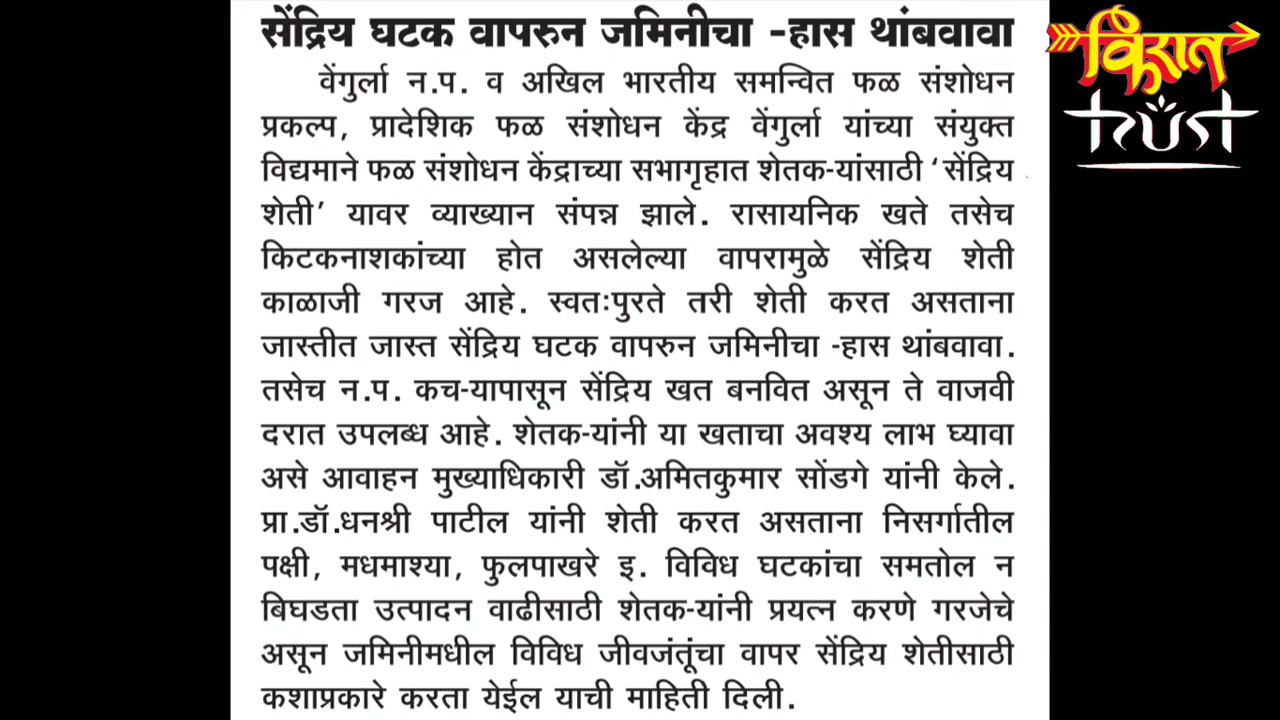 सेंद्रिय घटक वापरुन जमिनीचा -हास थांबवावा
वेंगुर्ला न.प. व अखिल भारतीय समन्वित फळ संशोधन
प्रकल्प, प्रादेशिक फळ संशोधन केंद्र वेंगुर्ला यांच्या संयुक्त
विद्यमाने फळ संशोधन केंद्राच्या सभागृहात शेतक-यांसाठी ‘सेंद्रिय
शेती’ यावर व्याख्यान संपन्न झाले. रासायनिक खते तसेच
किटकनाशकांच्या होत असलेल्या वापरामुळे सेंद्रिय शेती
काळाजी गरज आहे. स्वतःपुरते तरी शेती करत असताना
जास्तीत जास्त सेंद्रिय घटक वापरुन जमिनीचा -हास थांबवावा.
तसेच न.प. कच-यापासून सेंद्रिय खत बनवित असून ते वाजवी
दरात उपलब्ध आहे. शेतक-यांनी या खताचा अवश्य लाभ घ्यावा
असे आवाहन मुख्याधिकारी डॉ.अमितकुमार सोंडगे यांनी केले.
प्रा.डॉ.धनश्री पाटील यांनी शेती करत असताना निसर्गातील
पक्षी, मधमाश्या, फुलपाखरे इ. विविध घटकांचा समतोल न
बिघडता उत्पादन वाढीसाठी शेतक-यांनी प्रयत्न करणे गरजेचे
असून जमिनीमधील विविध जीवजंतूंचा वापर सेंद्रिय शेतीसाठी
कशाप्रकारे करता येईल याची माहिती दिली.
किरात
trust